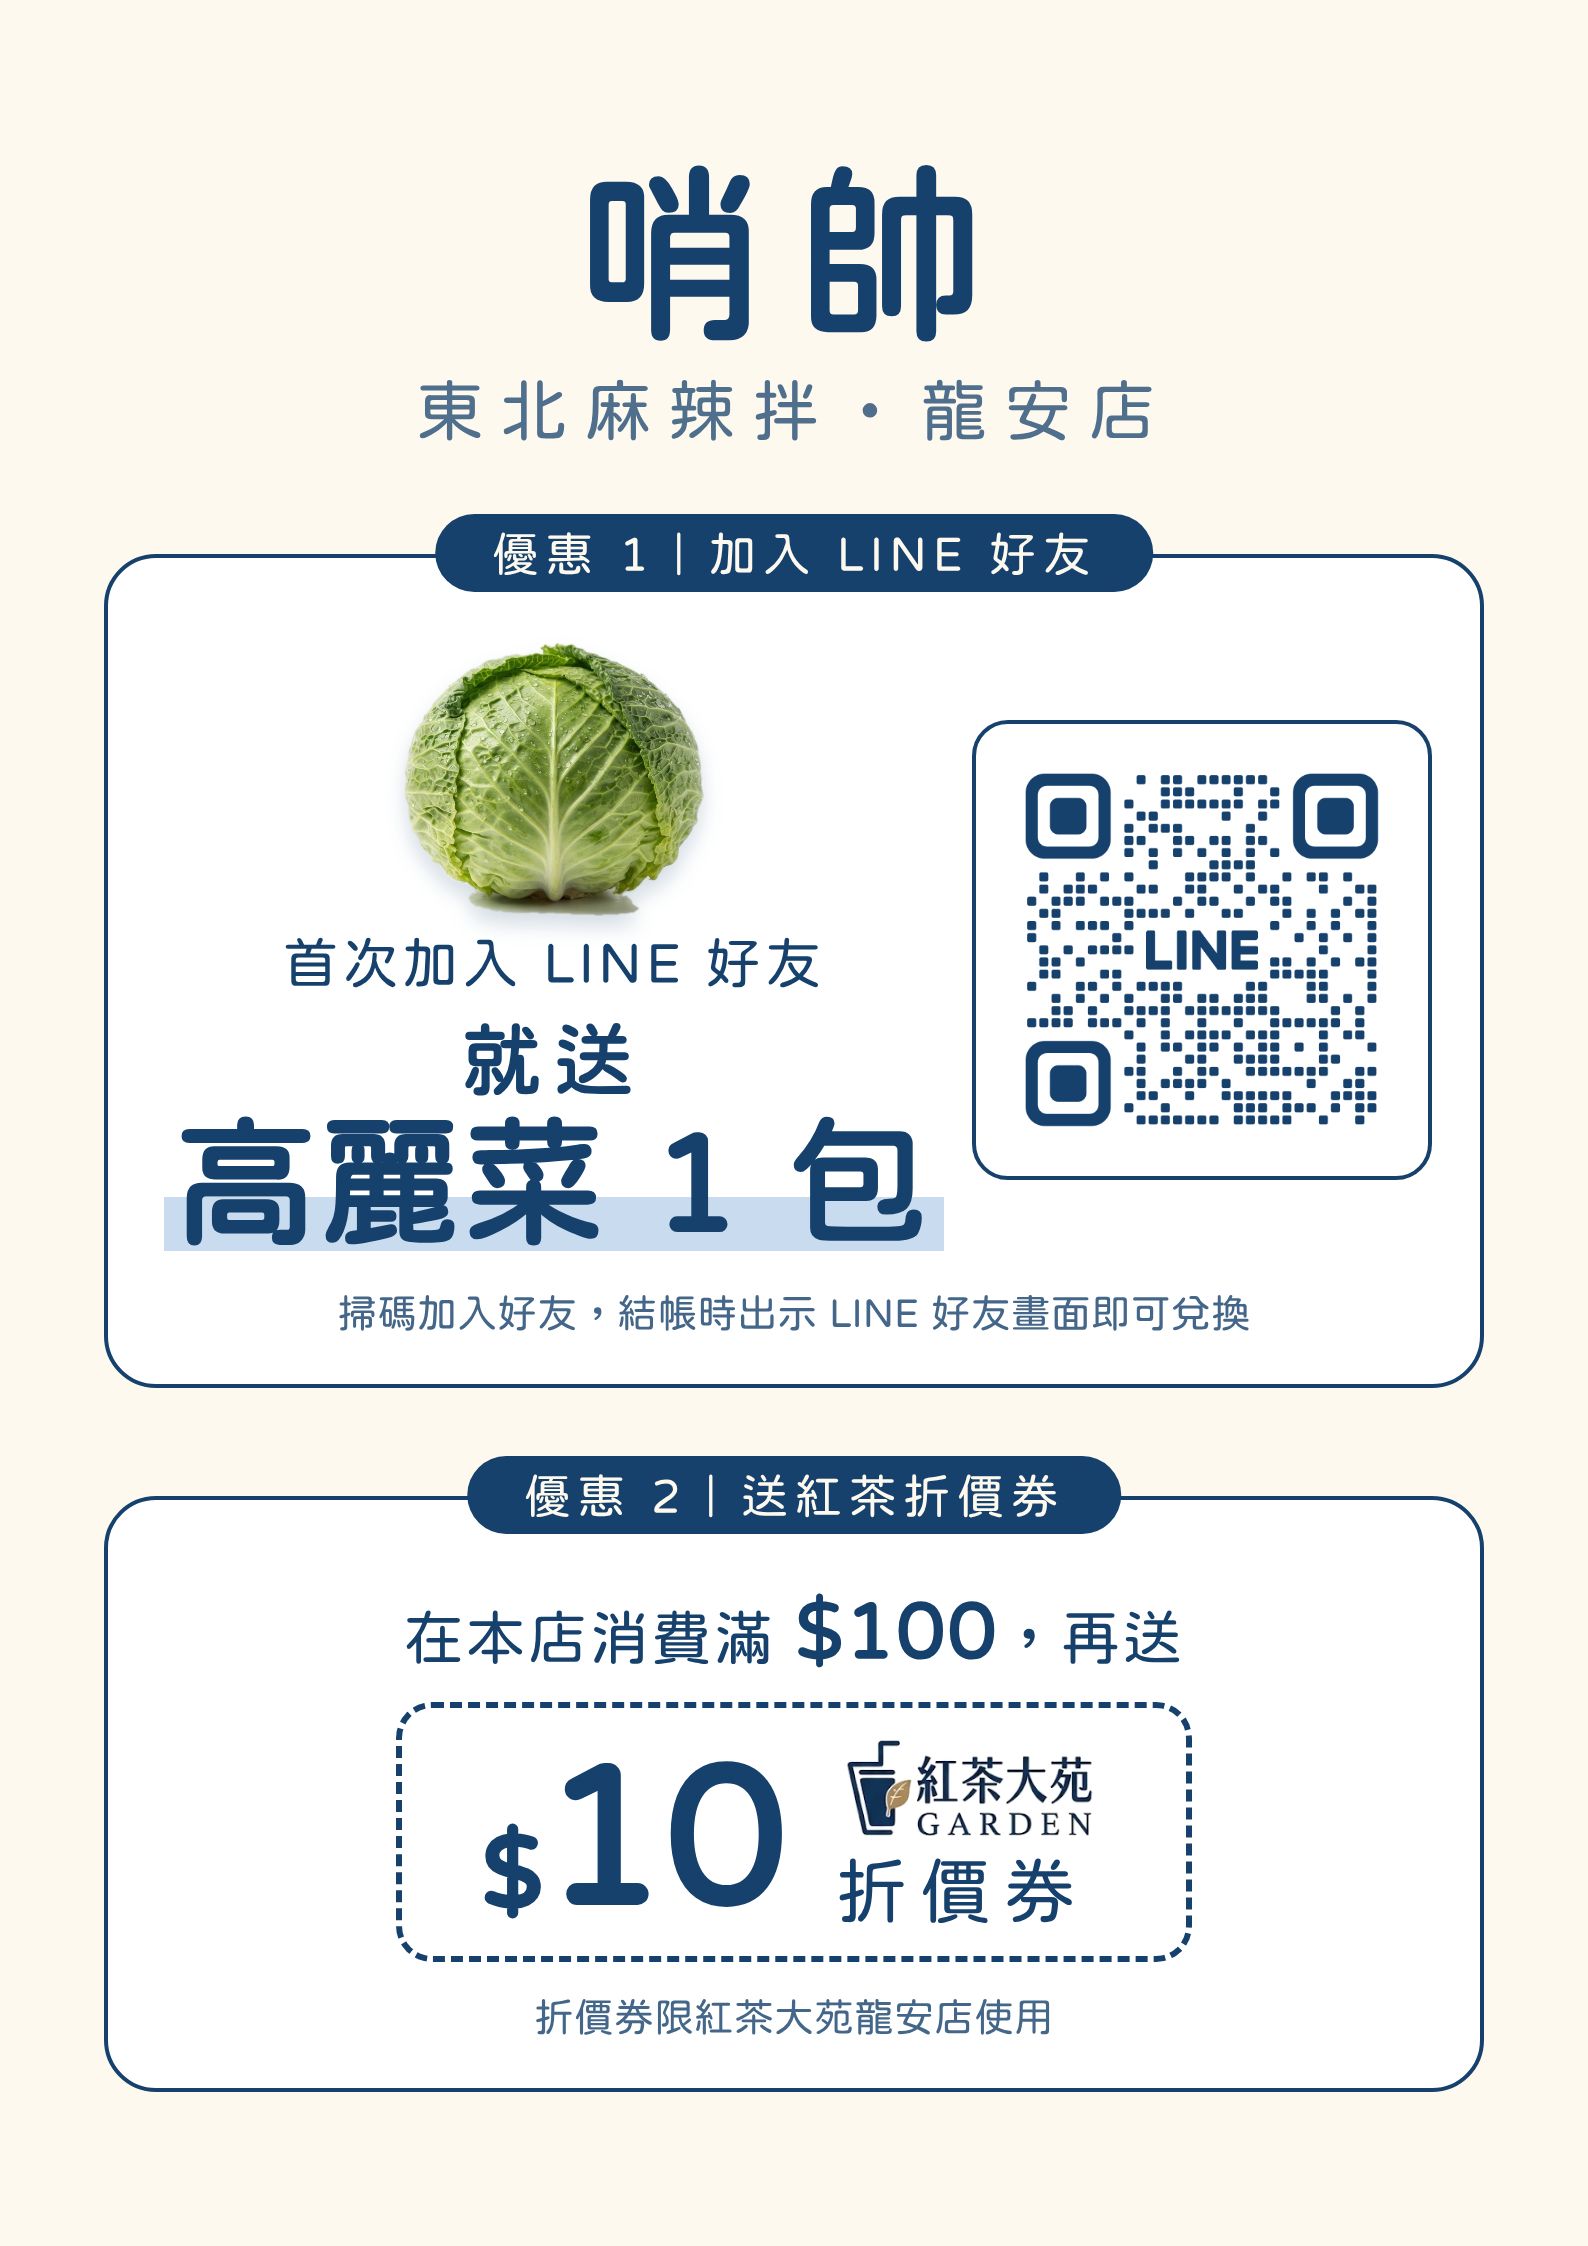 哨帥
東北麻辣拌・龍安店
優惠 1｜加入 LINE 好友
首次加入 LINE 好友
就送
高麗菜 1 包
LINE
掃碼加入好友，結帳時出示 LINE 好友畫面即可兌換
優惠 2｜送紅茶折價券
在本店消費滿 $100，再送
$10
紅茶大苑
GARDEN
折價券
折價券限紅茶大苑龍安店使用